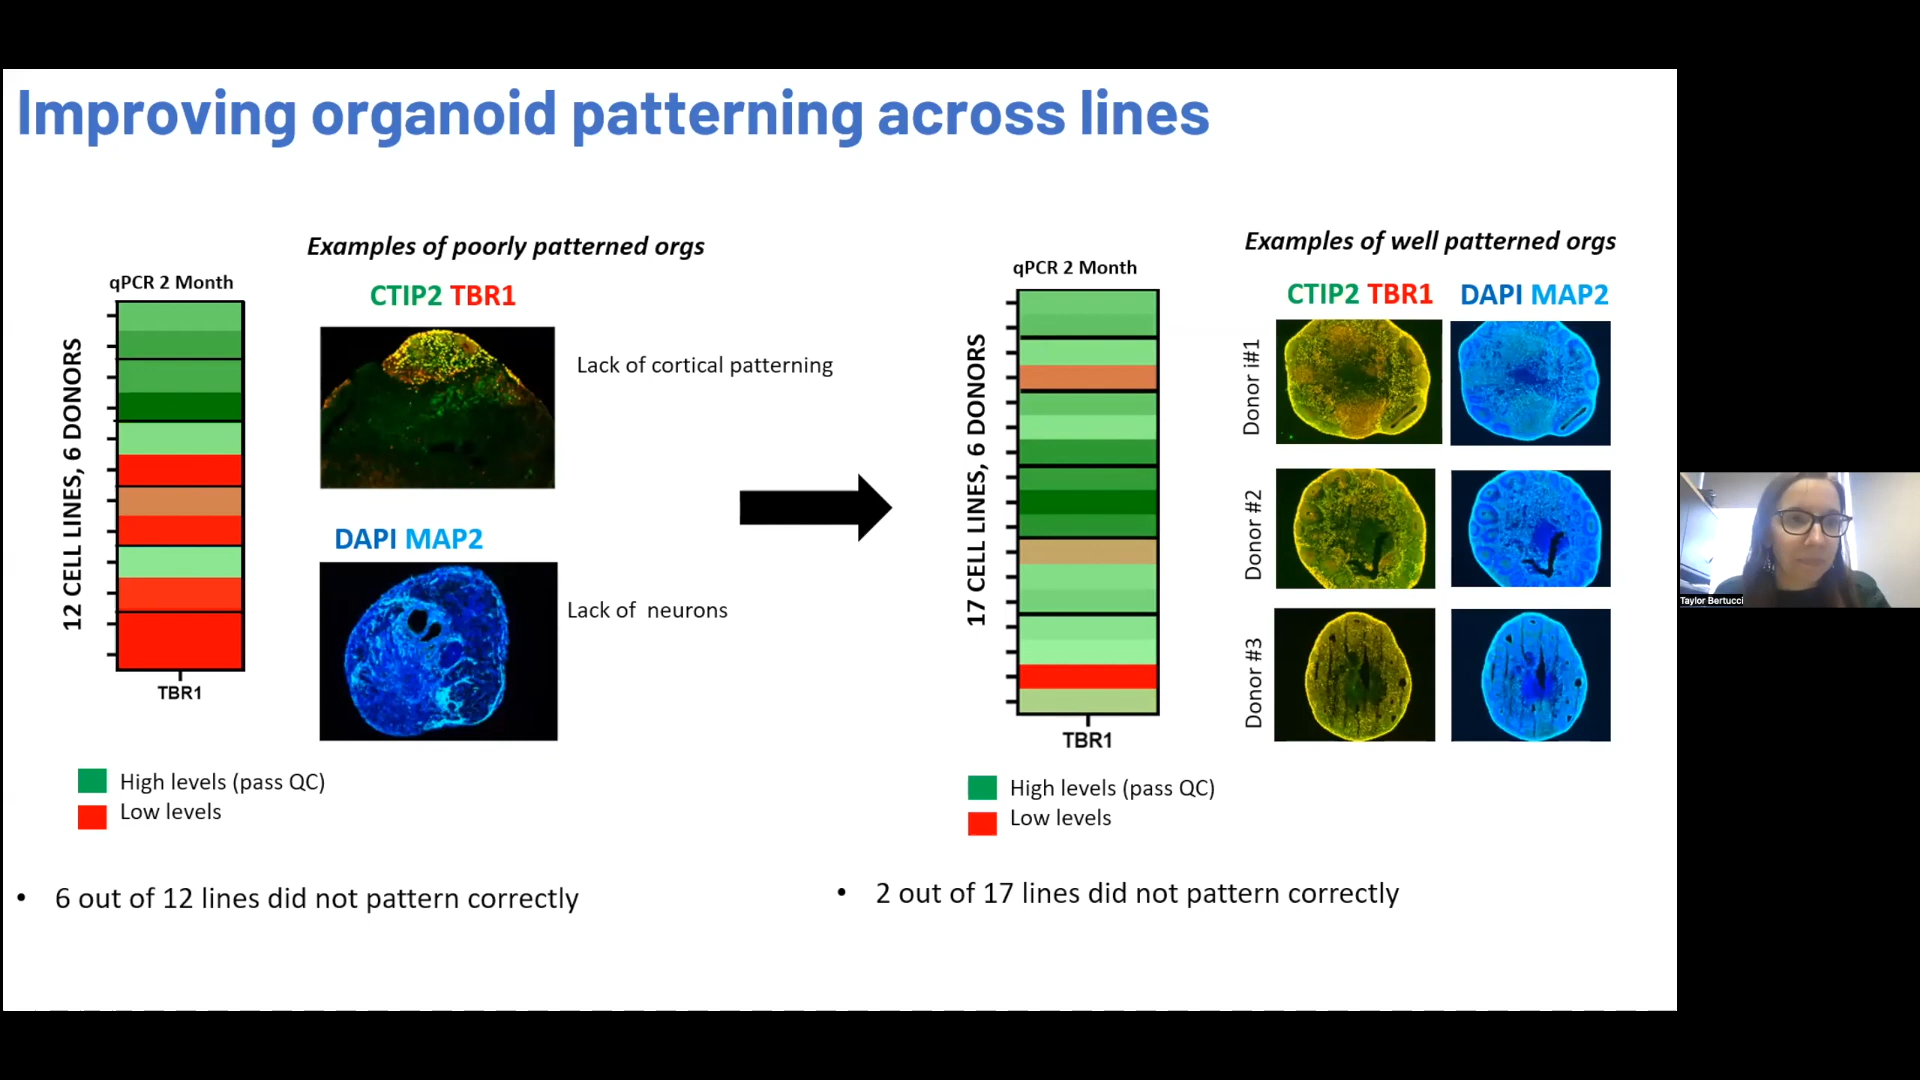 Improving organoid patterning across lines
Examples of poorly patterned orgs
qPCR 2 Month
CTIP2 TBR1
12 CELL LINES, 6 DONORS
Lack of cortical patterning
DAPI MAP2
Lack of neurons
TBR1
High levels (pass QC)
Low levels
• 6 out of 12 lines did not pattern correctly
Examples of well patterned orgs
qPCR 2 Month
CTIP2 TBR1 DAPI MAP2
17 CELL LINES, 6 DONORS
Donor i#1
Donor #2
Donor #3
TBR1
High levels (pass QC)
Low levels
• 2 out of 17 lines did not pattern correctly
Taylor Bertucci